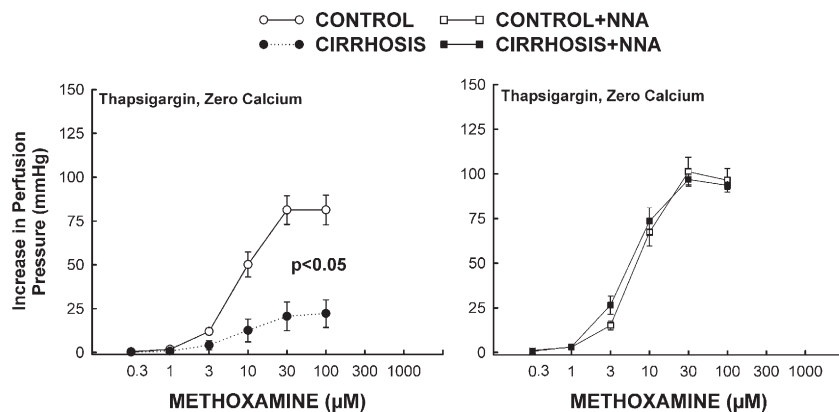 CONTROL CONTROL+NNA
CIRRHOSIS CIRRHOSIS+NNA
Thapsigargin, Zero Calcium
150
125
100
75
50
25
0
Increase in Perfusion
Pressure (mmHg)
p<0.05
0.3 1 3 10 30 100 300 1000
METHOXAMINE (µM)
Thapsigargin, Zero Calcium
150
125
100
75
50
25
0
0.3 1 3 10 30 100 300 1000
METHOXAMINE (µM)